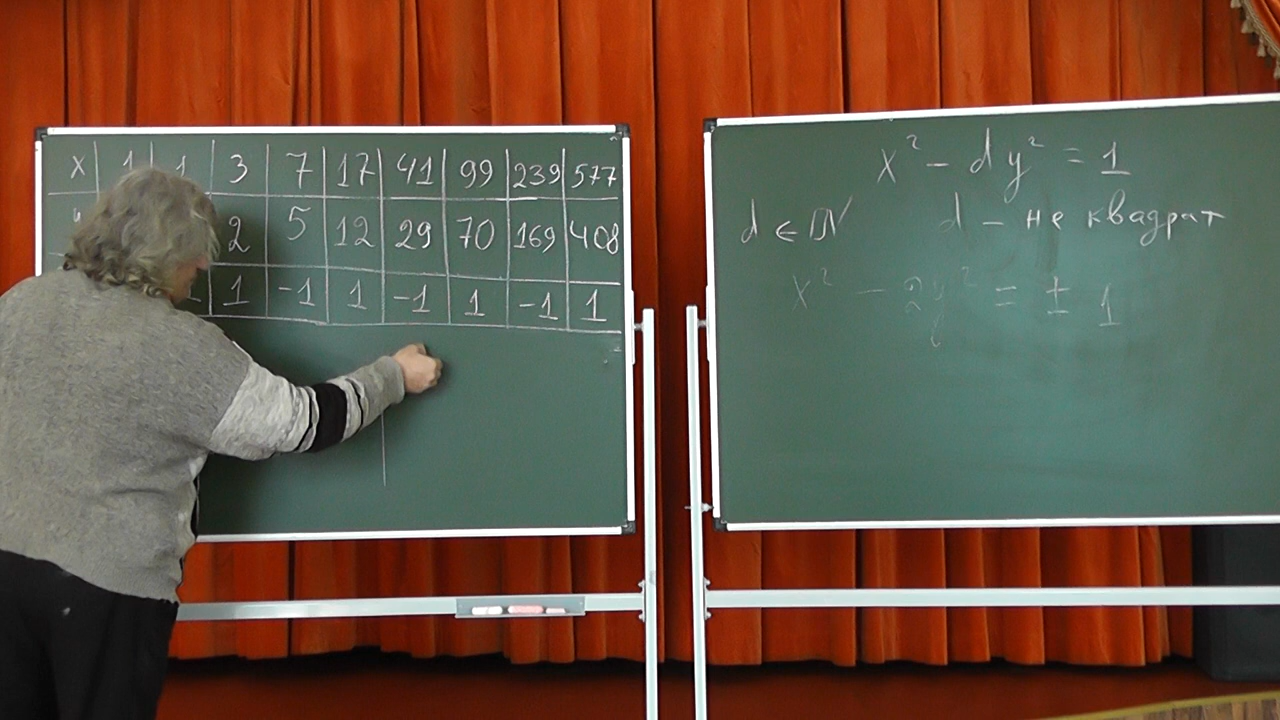 x 1 1 3 7 17 41 99 239 577
2 5 12 29 70 169 408
1 -1 1 -1 1 -1 1
x² - dy² = 1
d ∈ ℕ d - не квадрат
x² - 2y² = ± 1